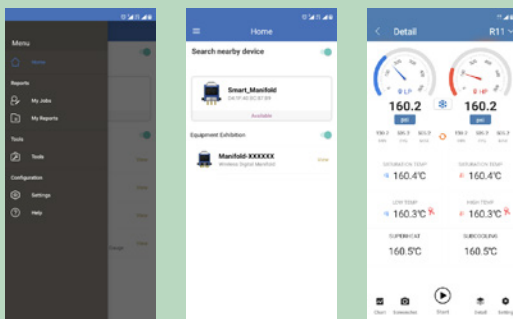 Menu
Home
Reports
My Jobs
My Reports
Tools
Tools
Configuration
Settings
Help
Home
Search nearby device
Smart_Manifold
Available
Equipment Exhibition
Manifold-XXXXXX
Wireless Digital Manifold
View
Detail
R11
LP
HP
160.2
160.2
psi
psi
SATURATION TEMP
SATURATION TEMP
160.4℃
160.4℃
LOW TEMP
HIGH TEMP
160.3℃
160.3℃
SUPERHEAT
SUBCOOLING
160.5℃
160.5℃
Chart
Screenshot
Start
Detail
Setting